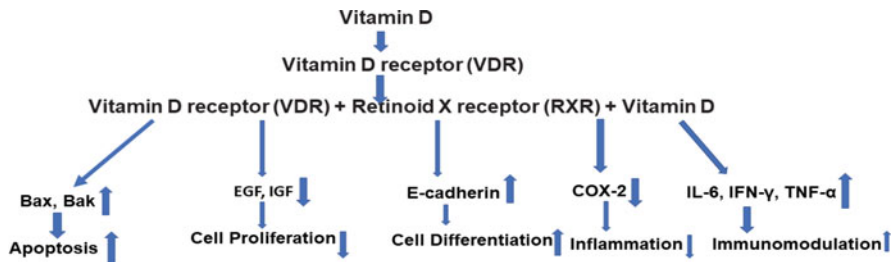 Vitamin D
Vitamin D receptor (VDR)
Vitamin D receptor (VDR) + Retinoid X receptor (RXR) + Vitamin D
Bax, Bak
EGF, IGF
E-cadherin
COX-2
IL-6, IFN-γ, TNF-α
Apoptosis
Cell Proliferation
Cell Differentiation
Inflammation
Immunomodulation